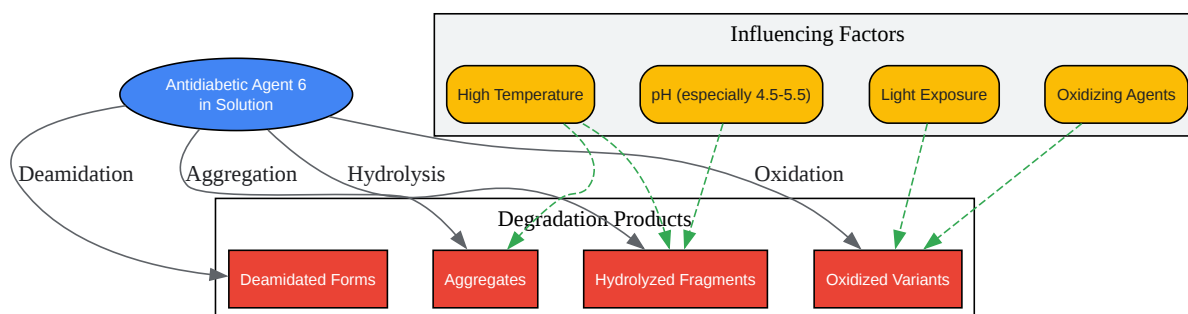 Influencing Factors
Antidiabetic Agent 6
in Solution
High Temperature
pH (especially 4.5-5.5)
Light Exposure
Oxidizing Agents
Deamidation
Aggregation
Hydrolysis
Oxidation
Degradation Products
Deamidated Forms
Aggregates
Hydrolyzed Fragments
Oxidized Variants